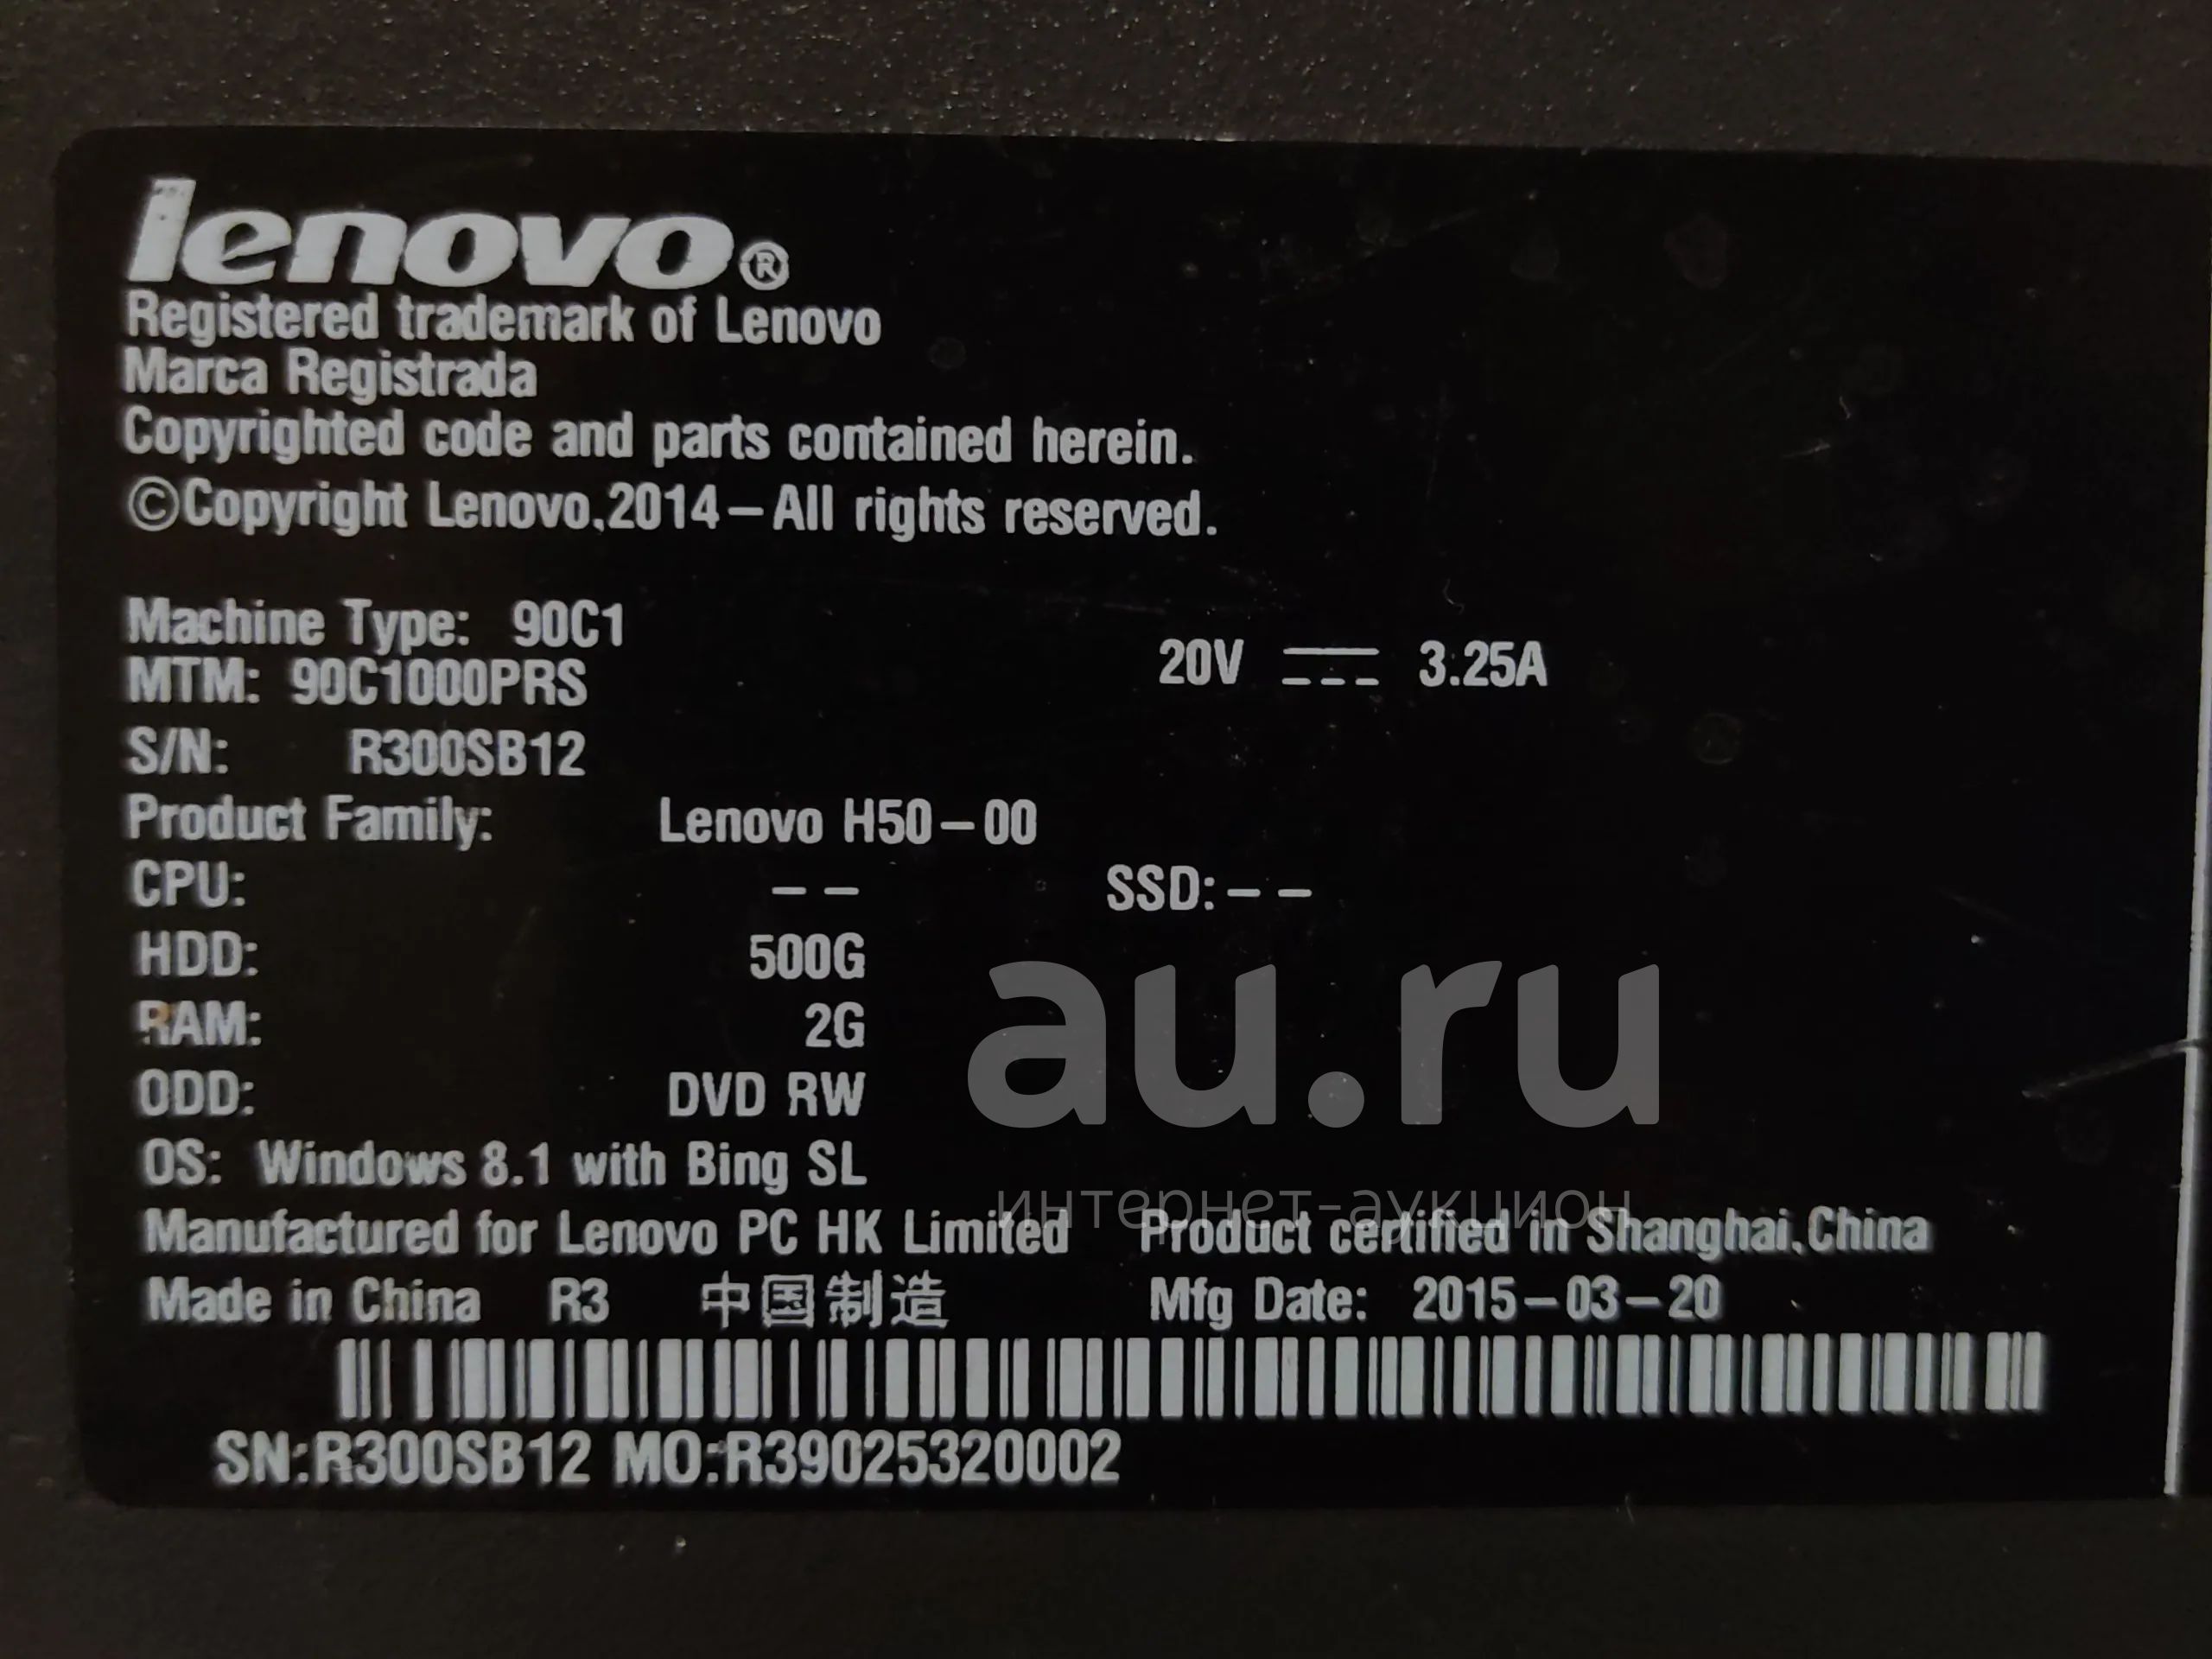 lenovo®
Registered trademark of Lenovo
Marca Registrada
Copyrighted code and parts contained herein.
©Copyright Lenovo,2014–All rights reserved.
Machine Type: 90C1
20V ⎓ 3.25A
MTM: 90C1000PRS
S/N: R300SB12
Product Family: Lenovo H50–00
CPU: – – SSD: – –
HDD: 500G
RAM: 2G
ODD: DVD RW
OS: Windows 8.1 with Bing SL
au.ru
интернет-аукцион
Manufactured for Lenovo PC HK Limited Product certified in Shanghai,China
Made in China R3 中国制造 Mfg Date: 2015–03–20
SN:R300SB12 MO:R39025320002